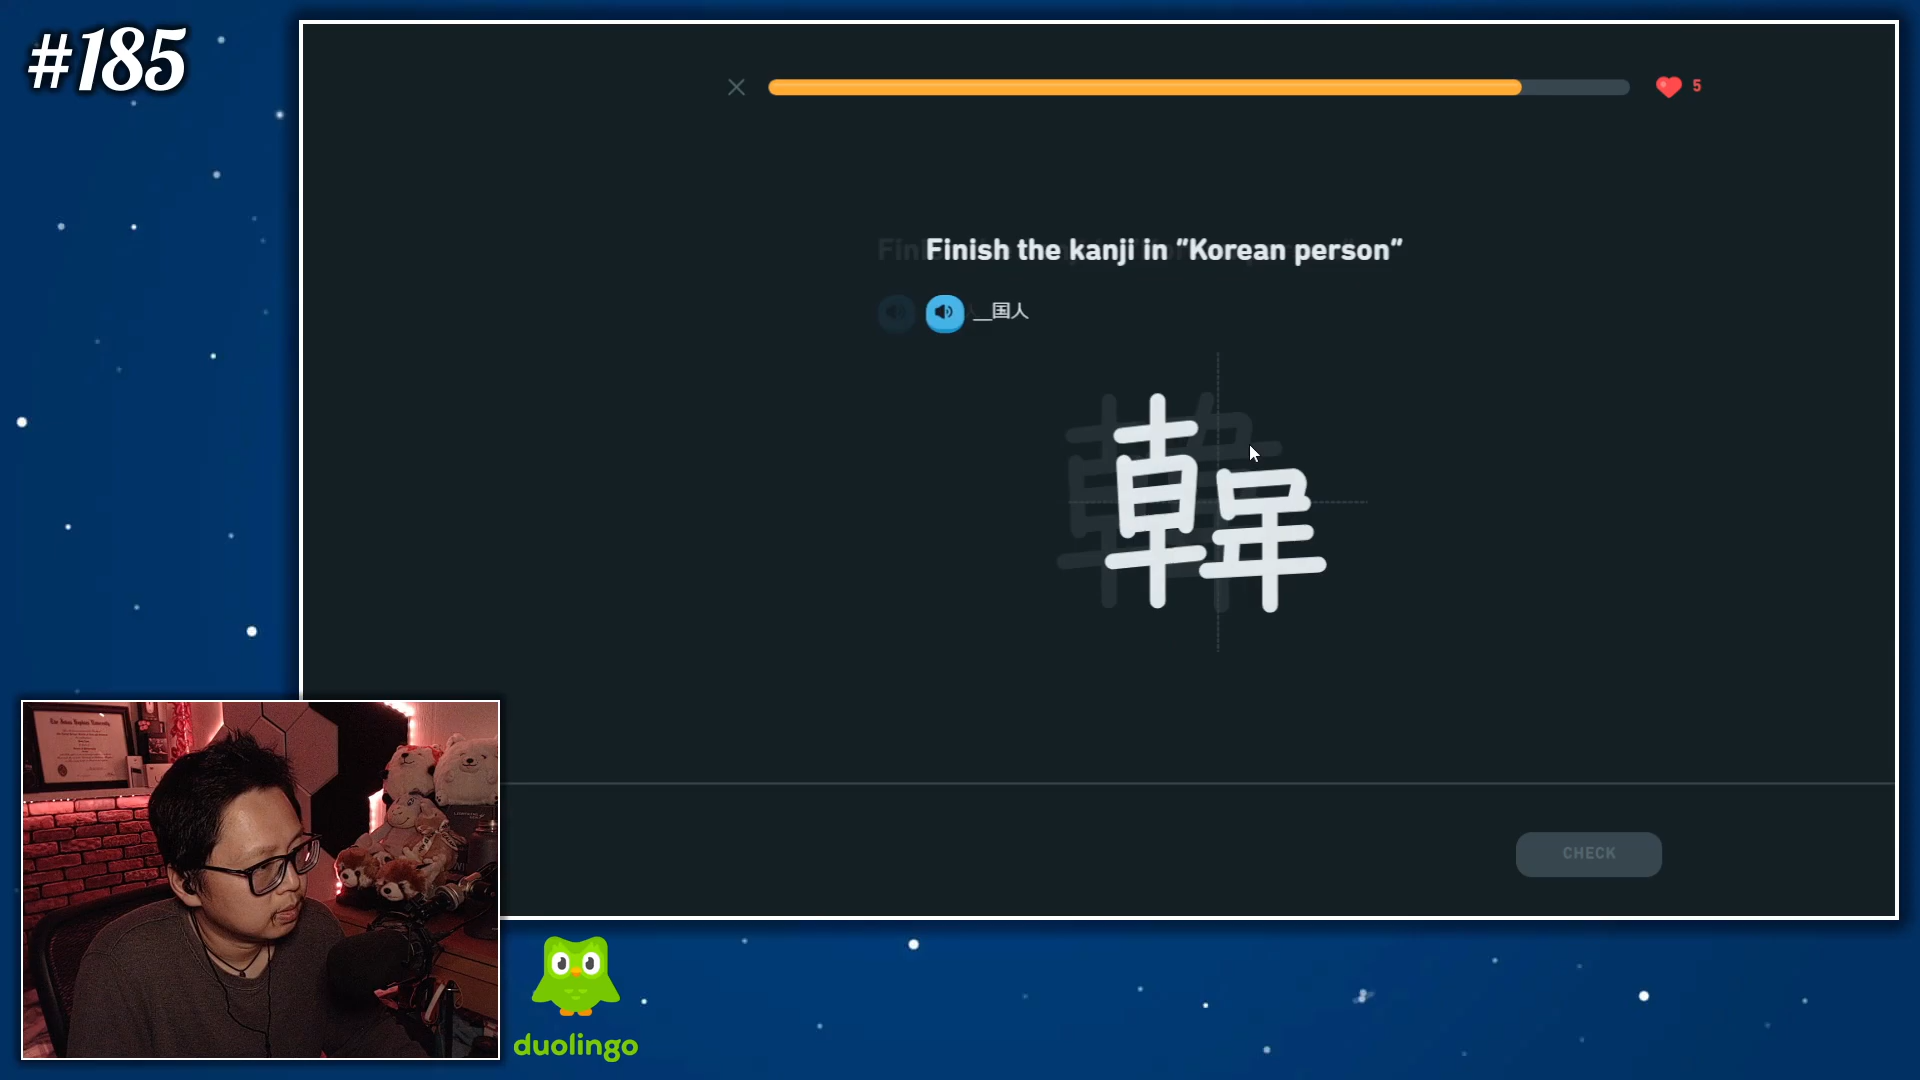 #185
5
Finish the kanji in “Korean person”
__国人
CHECK
duolingo